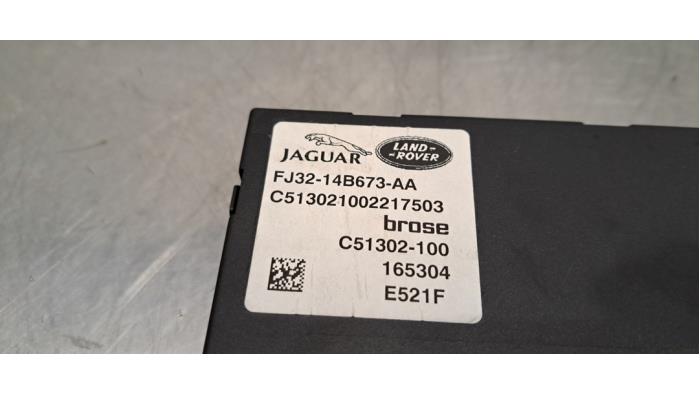 JAGUAR
LAND ROVER
FJ32-14B673-AA
C513021002217503
brose
C51302-100
165304
E521F